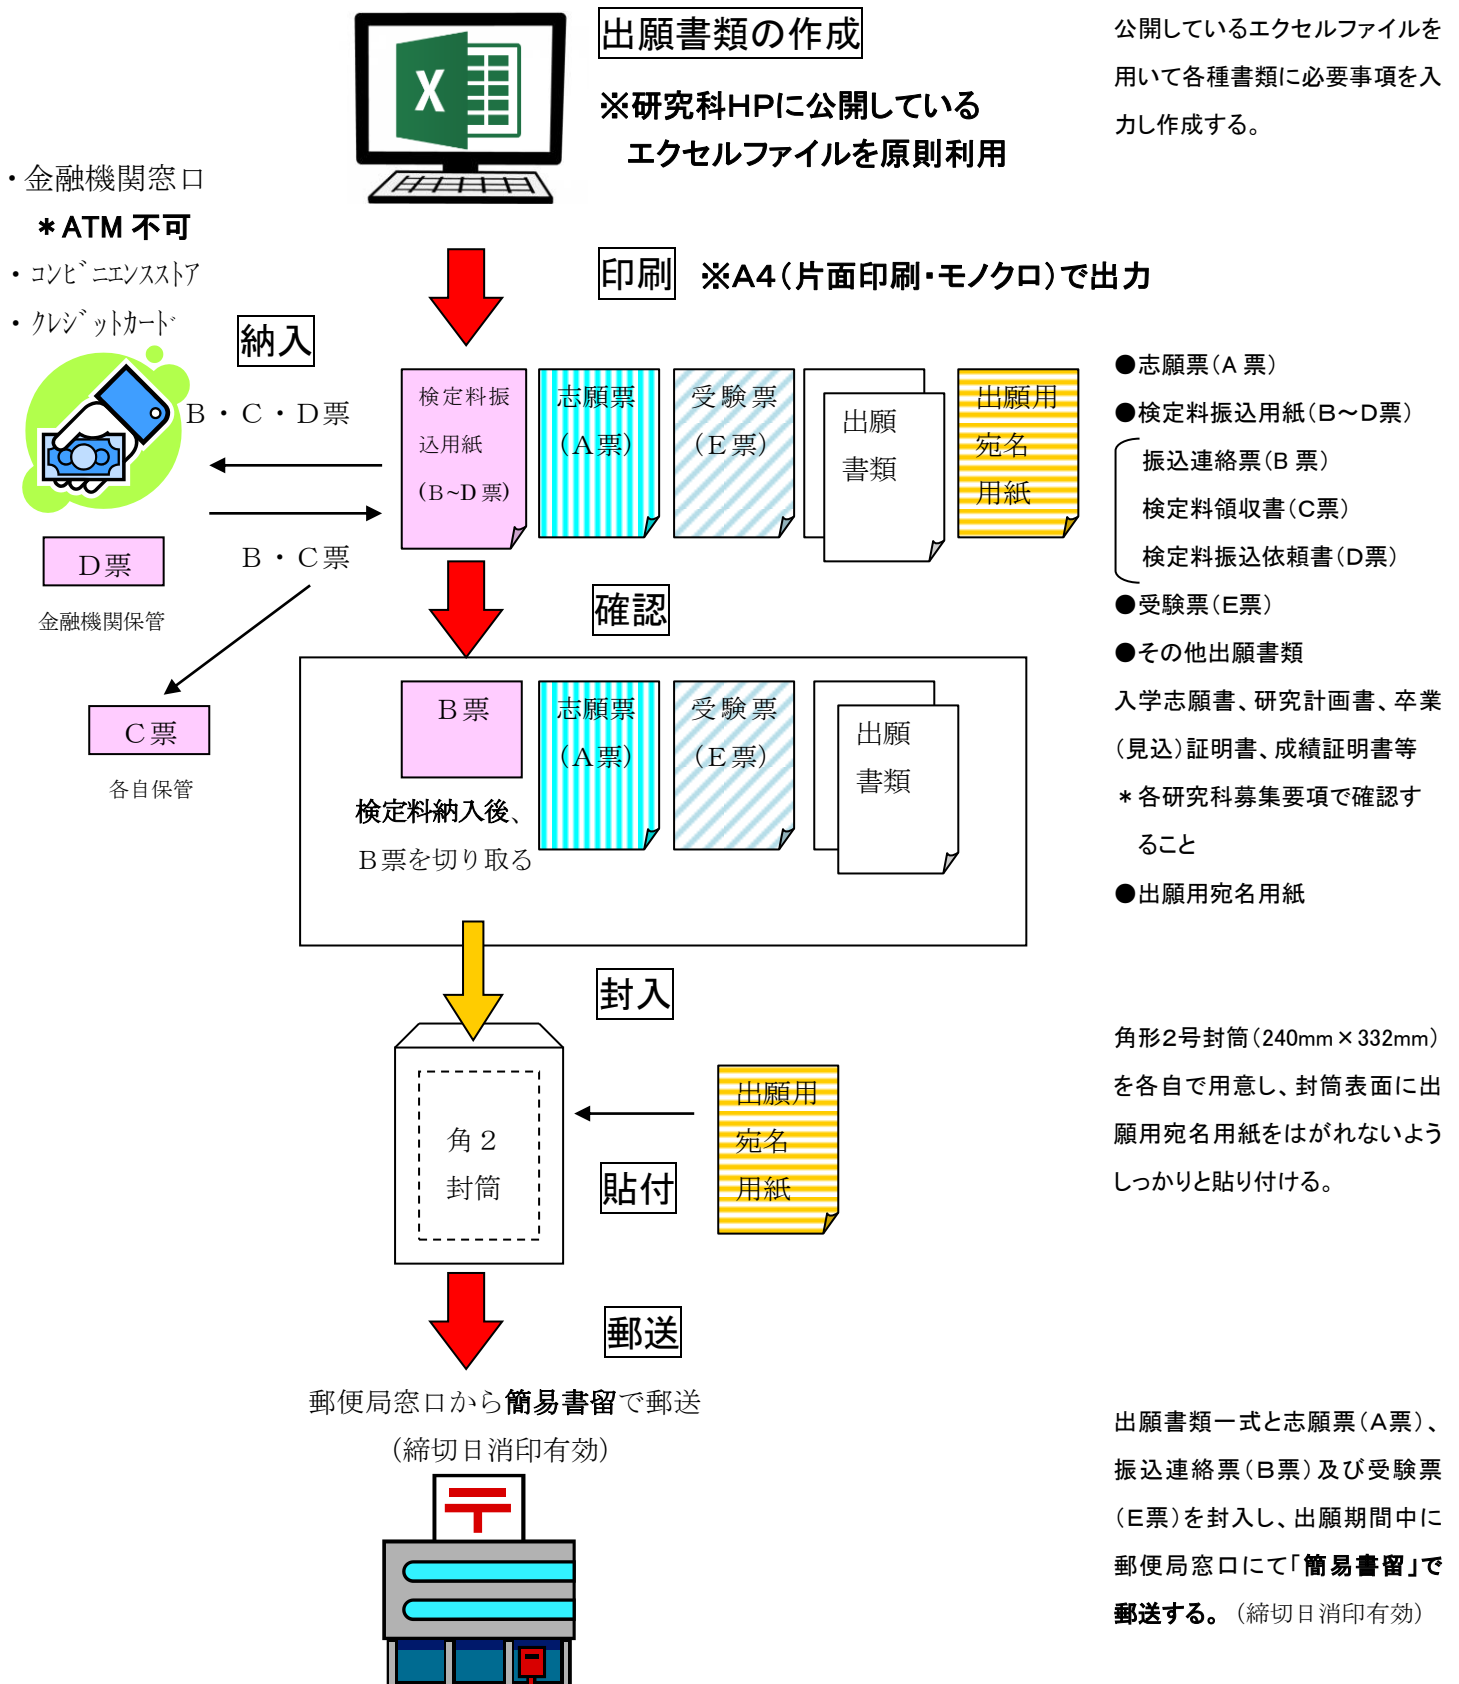 出願書類の作成
※研究科HPに公開している
エクセルファイルを原則利用
公開しているエクセルファイルを
用いて各種書類に必要事項を入
力し作成する。
・金融機関窓口
＊ATM 不可
・ｺﾝﾋﾞﾆｴﾝｽｽﾄｱ
・ｸﾚｼﾞｯﾄｶｰﾄﾞ
印刷
※A4（片面印刷・モノクロ）で出力
納入
B・C・D票
B・C票
D票
金融機関保管
C票
各自保管
検定料振
込用紙
(B~D 票)
志願票
(A票)
受験票
(E票)
出願
書類
出願用
宛名
用紙
●志願票（A 票）
●検定料振込用紙（B～D票）
振込連絡票（B 票）
検定料領収書（C票）
検定料振込依頼書（D票）
●受験票（E票）
●その他出願書類
入学志願書、研究計画書、卒業
（見込）証明書、成績証明書等
＊各研究科募集要項で確認す
ること
●出願用宛名用紙
確認
B票
検定料納入後、
B票を切り取る
志願票
(A票)
受験票
(E票)
出願
書類
封入
角２
封筒
貼付
出願用
宛名
用紙
角形2号封筒（240mm×332mm）
を各自で用意し、封筒表面に出
願用宛名用紙をはがれないよう
しっかりと貼り付ける。
郵送
郵便局窓口から簡易書留で郵送
(締切日消印有効)
出願書類一式と志願票（A票）、
振込連絡票（B票）及び受験票
（E票）を封入し、出願期間中に
郵便局窓口にて「簡易書留」で
郵送する。（締切日消印有効）